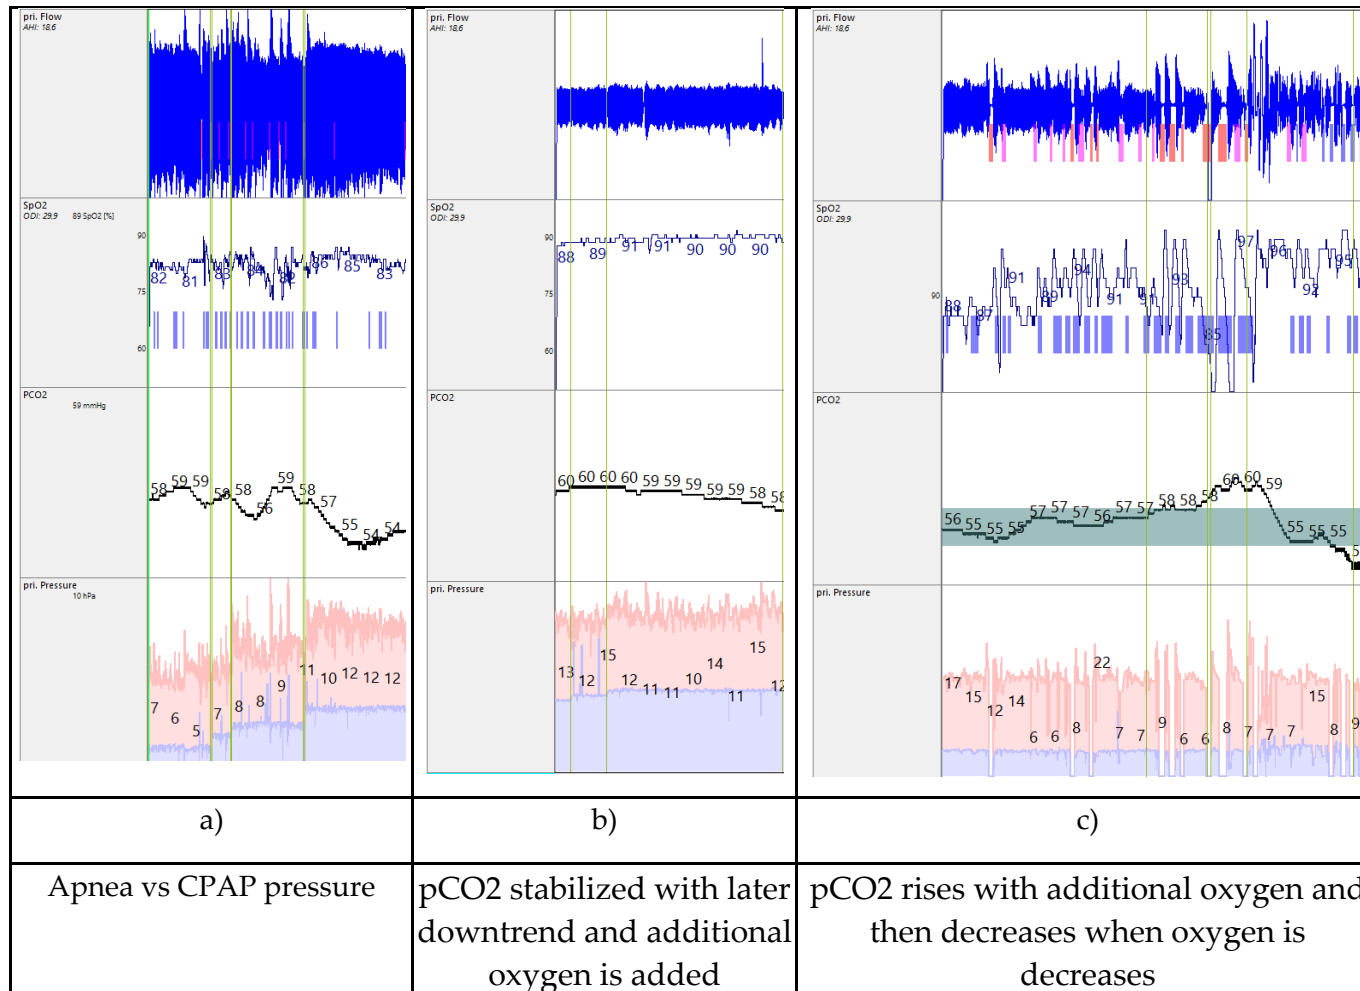 pri. Flow
AHI: 18,6
SpO2
ODI: 29,9 89 SpO2 [%]
90
75
60
82 81 83 84 82 86 85 83
PCO2
59 mmHg
58 59 59 58 58 56 59 58 57 55 54 54
pri. Pressure
10 hPa
7 6 5 7 8 8 9 11 10 12 12 12
pri. Flow
AHI: 18,6
SpO2
ODI: 29,9
90
75
60
88 89 91 91 90 90 90
PCO2
60 60 60 60 59 59 59 59 59 58 58
pri. Pressure
13 12 15 12 11 11 10 14 11 15 12
pri. Flow
AHI: 18,6
SpO2
ODI: 29,9
90
88 87 91 89 94 91 91 93 85 97 96 92 95
PCO2
56 55 55 55 57 57 57 56 57 57 58 58 58 60 60 59 55 55 55 5
pri. Pressure
17 15 12 14 6 6 8 22 7 7 9 6 6 8 7 7 7 15 8 9
a)
b)
c)
Apnea vs CPAP pressure
pCO2 stabilized with later
downtrend and additional
oxygen is added
pCO2 rises with additional oxygen and
then decreases when oxygen is
decreases